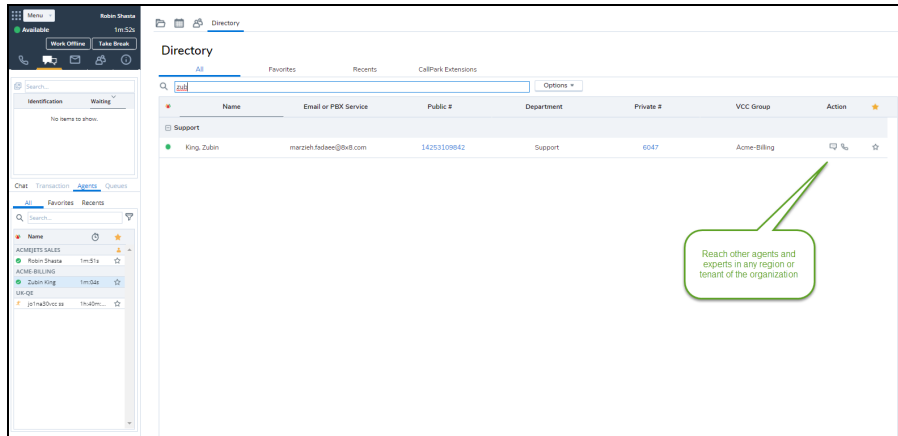 Menu
Robin Shasta
Available 1m:52s
Work Offline Take Break
Search...
Identification Waiting
No items to show.
Chat Transaction Agents Queues
All Favorites Recents
Search...
Name
ACMEJETS SALES
Robin Shasta 1m:51s
ACME-BILLING
Zubin King 1m:04s
UK-QE
jo1na30vcc ss 1h:40m:...
Directory
Directory
All Favorites Recents CallPark Extensions
zub
Options
Name Email or PBX Service Public # Department Private # VCC Group Action
Support
King, Zubin marzieh.fadaee@8x8.com 14253109842 Support 6047 Acme-Billing
Reach other agents and
experts in any region or
tenant of the organization